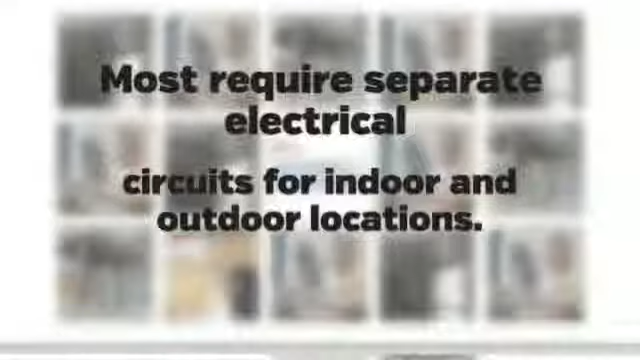 Most require separate
electrical
circuits for indoor and
outdoor locations.